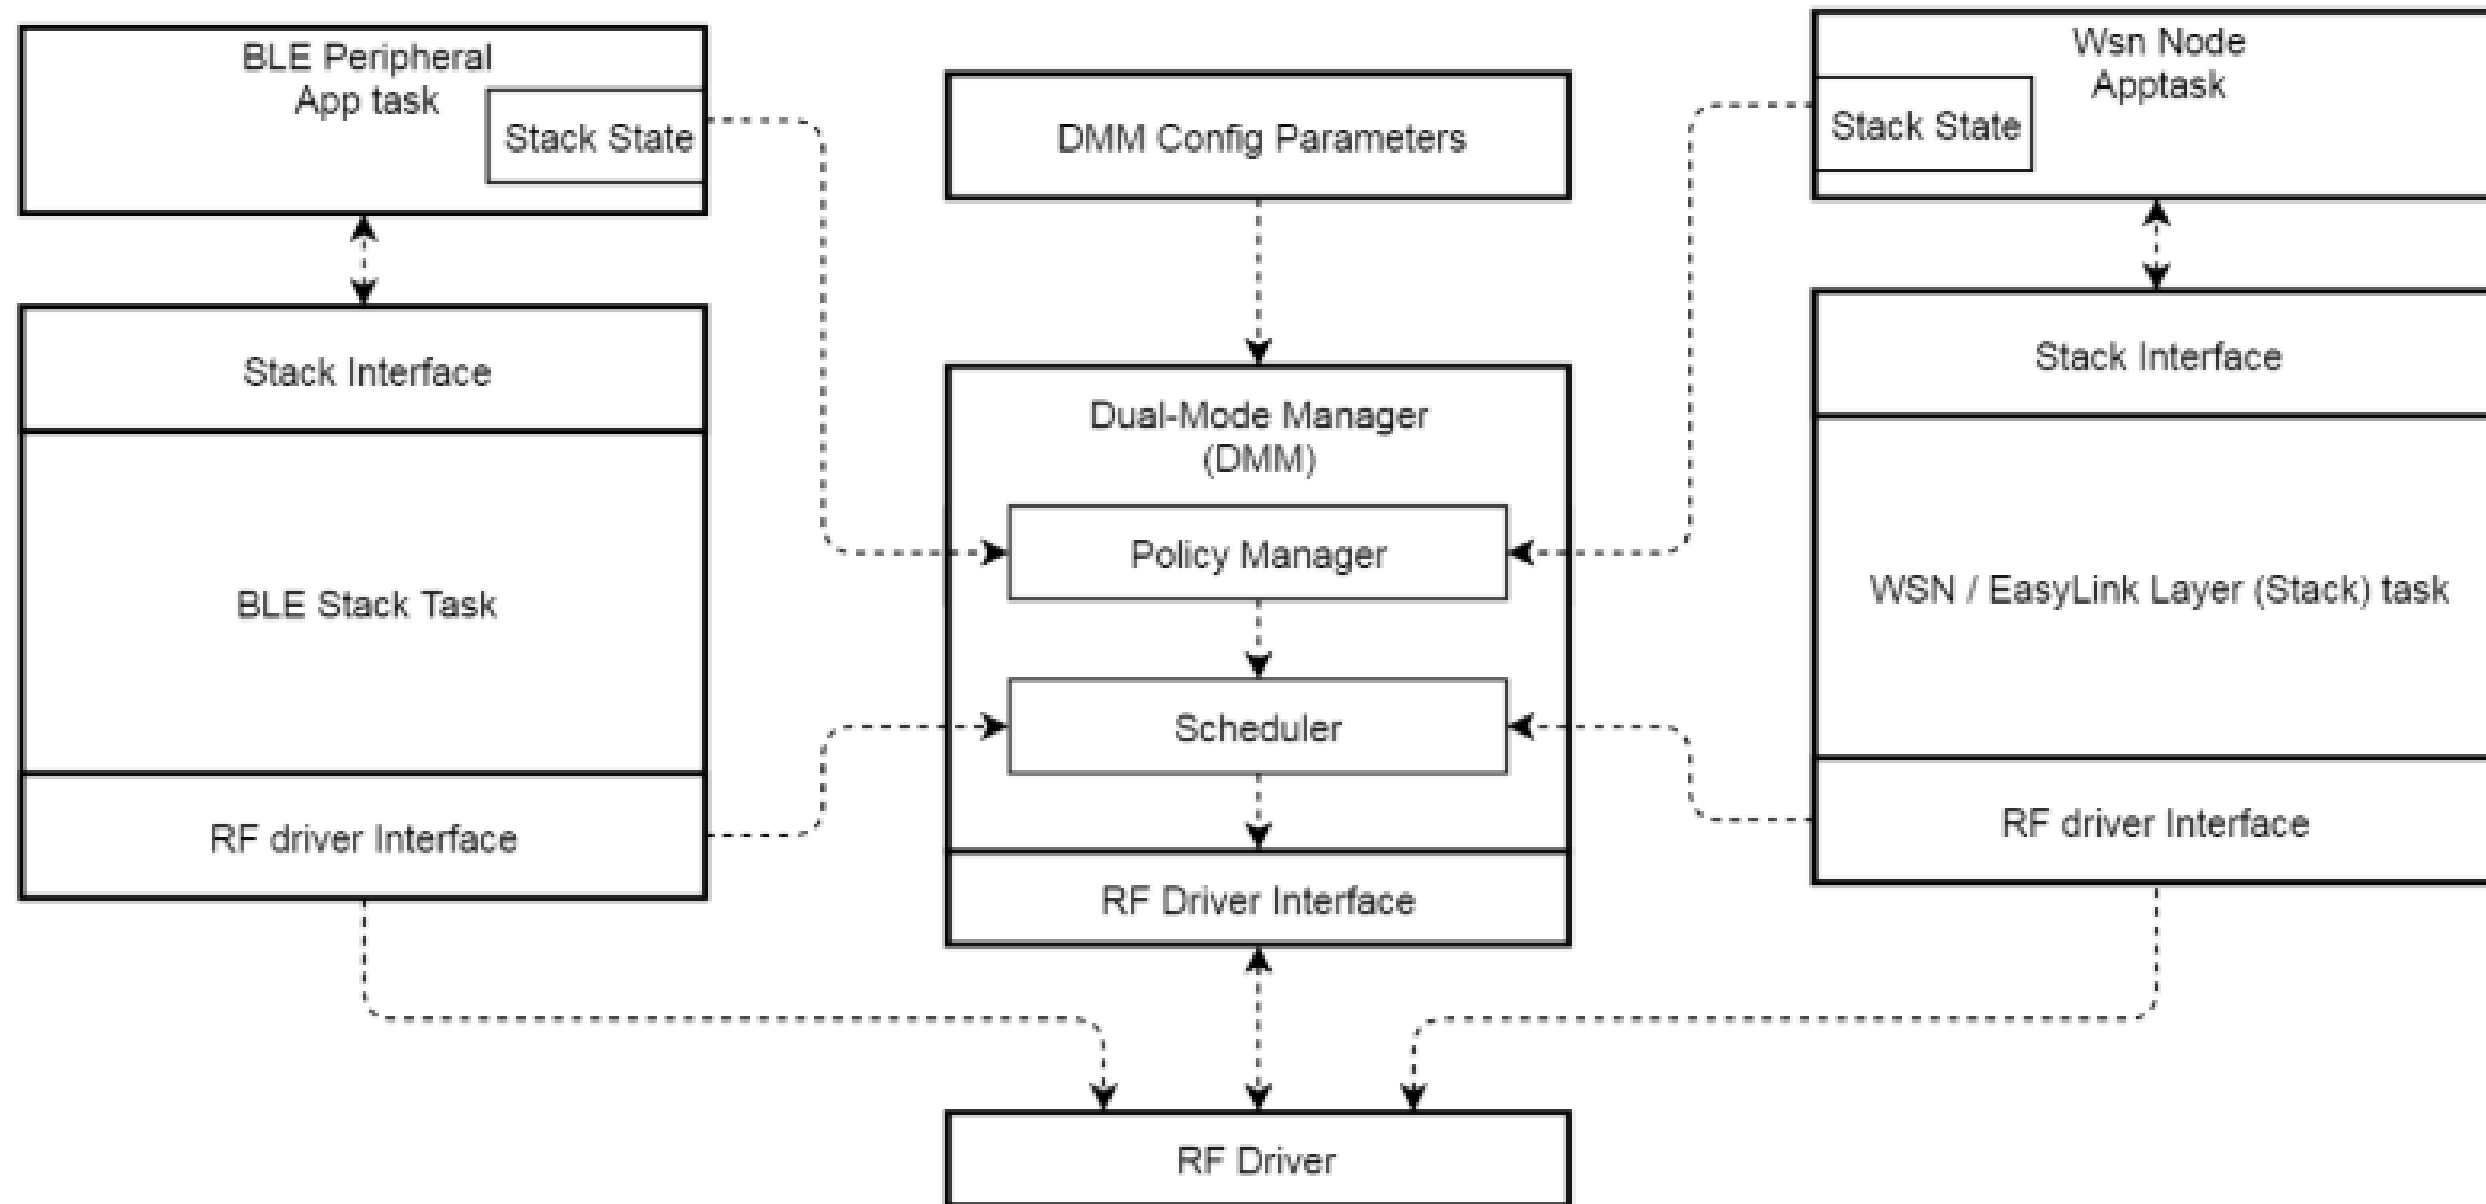 BLE Peripheral
App task
Stack State
Stack Interface
BLE Stack Task
RF driver Interface
DMM Config Parameters
Dual-Mode Manager
(DMM)
Policy Manager
Scheduler
RF Driver Interface
RF Driver
Wsn Node
Apptask
Stack State
Stack Interface
WSN / EasyLink Layer (Stack) task
RF driver Interface